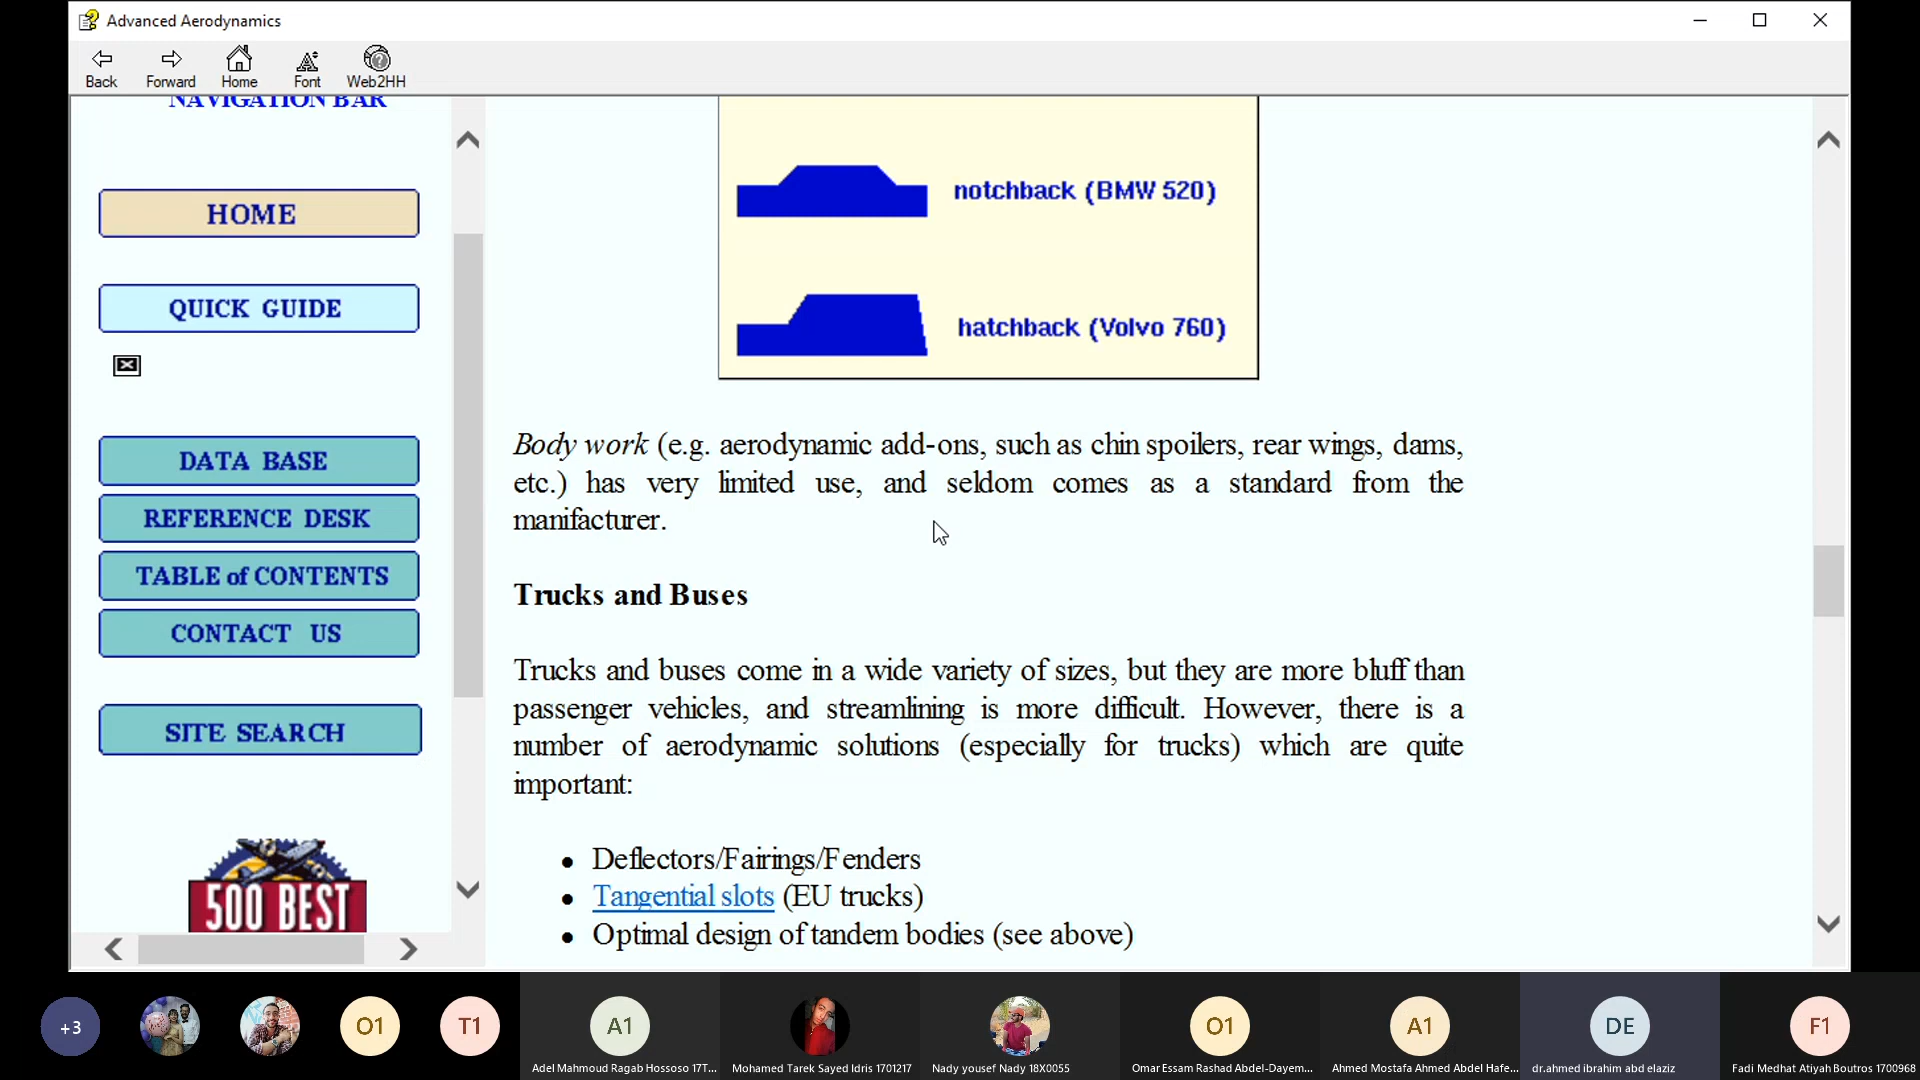 Advanced Aerodynamics
Back Forward Home Font Web2HH
NAVIGATION BAR
HOME
QUICK GUIDE
DATA BASE
REFERENCE DESK
TABLE of CONTENTS
CONTACT US
SITE SEARCH
500 BEST
notchback (BMW 520)
hatchback (Volvo 760)
Body work (e.g. aerodynamic add-ons, such as chin spoilers, rear wings, dams,
etc.) has very limited use, and seldom comes as a standard from the
manifacturer.
Trucks and Buses
Trucks and buses come in a wide variety of sizes, but they are more bluff than
passenger vehicles, and streamlining is more difficult. However, there is a
number of aerodynamic solutions (especially for trucks) which are quite
important:
• Deflectors/Fairings/Fenders
• Tangential slots (EU trucks)
• Optimal design of tandem bodies (see above)
+3 O1 T1 A1 O1 A1 DE F1
Adel Mahmoud Ragab Hossoso 17T... Mohamed Tarek Sayed Idris 1701217 Nady yousef Nady 18X0055 Omar Essam Rashad Abdel-Dayem... Ahmed Mostafa Ahmed Abdel Hafe... dr.ahmed ibrahim abd elaziz Fadi Medhat Atiyah Boutros 1700968